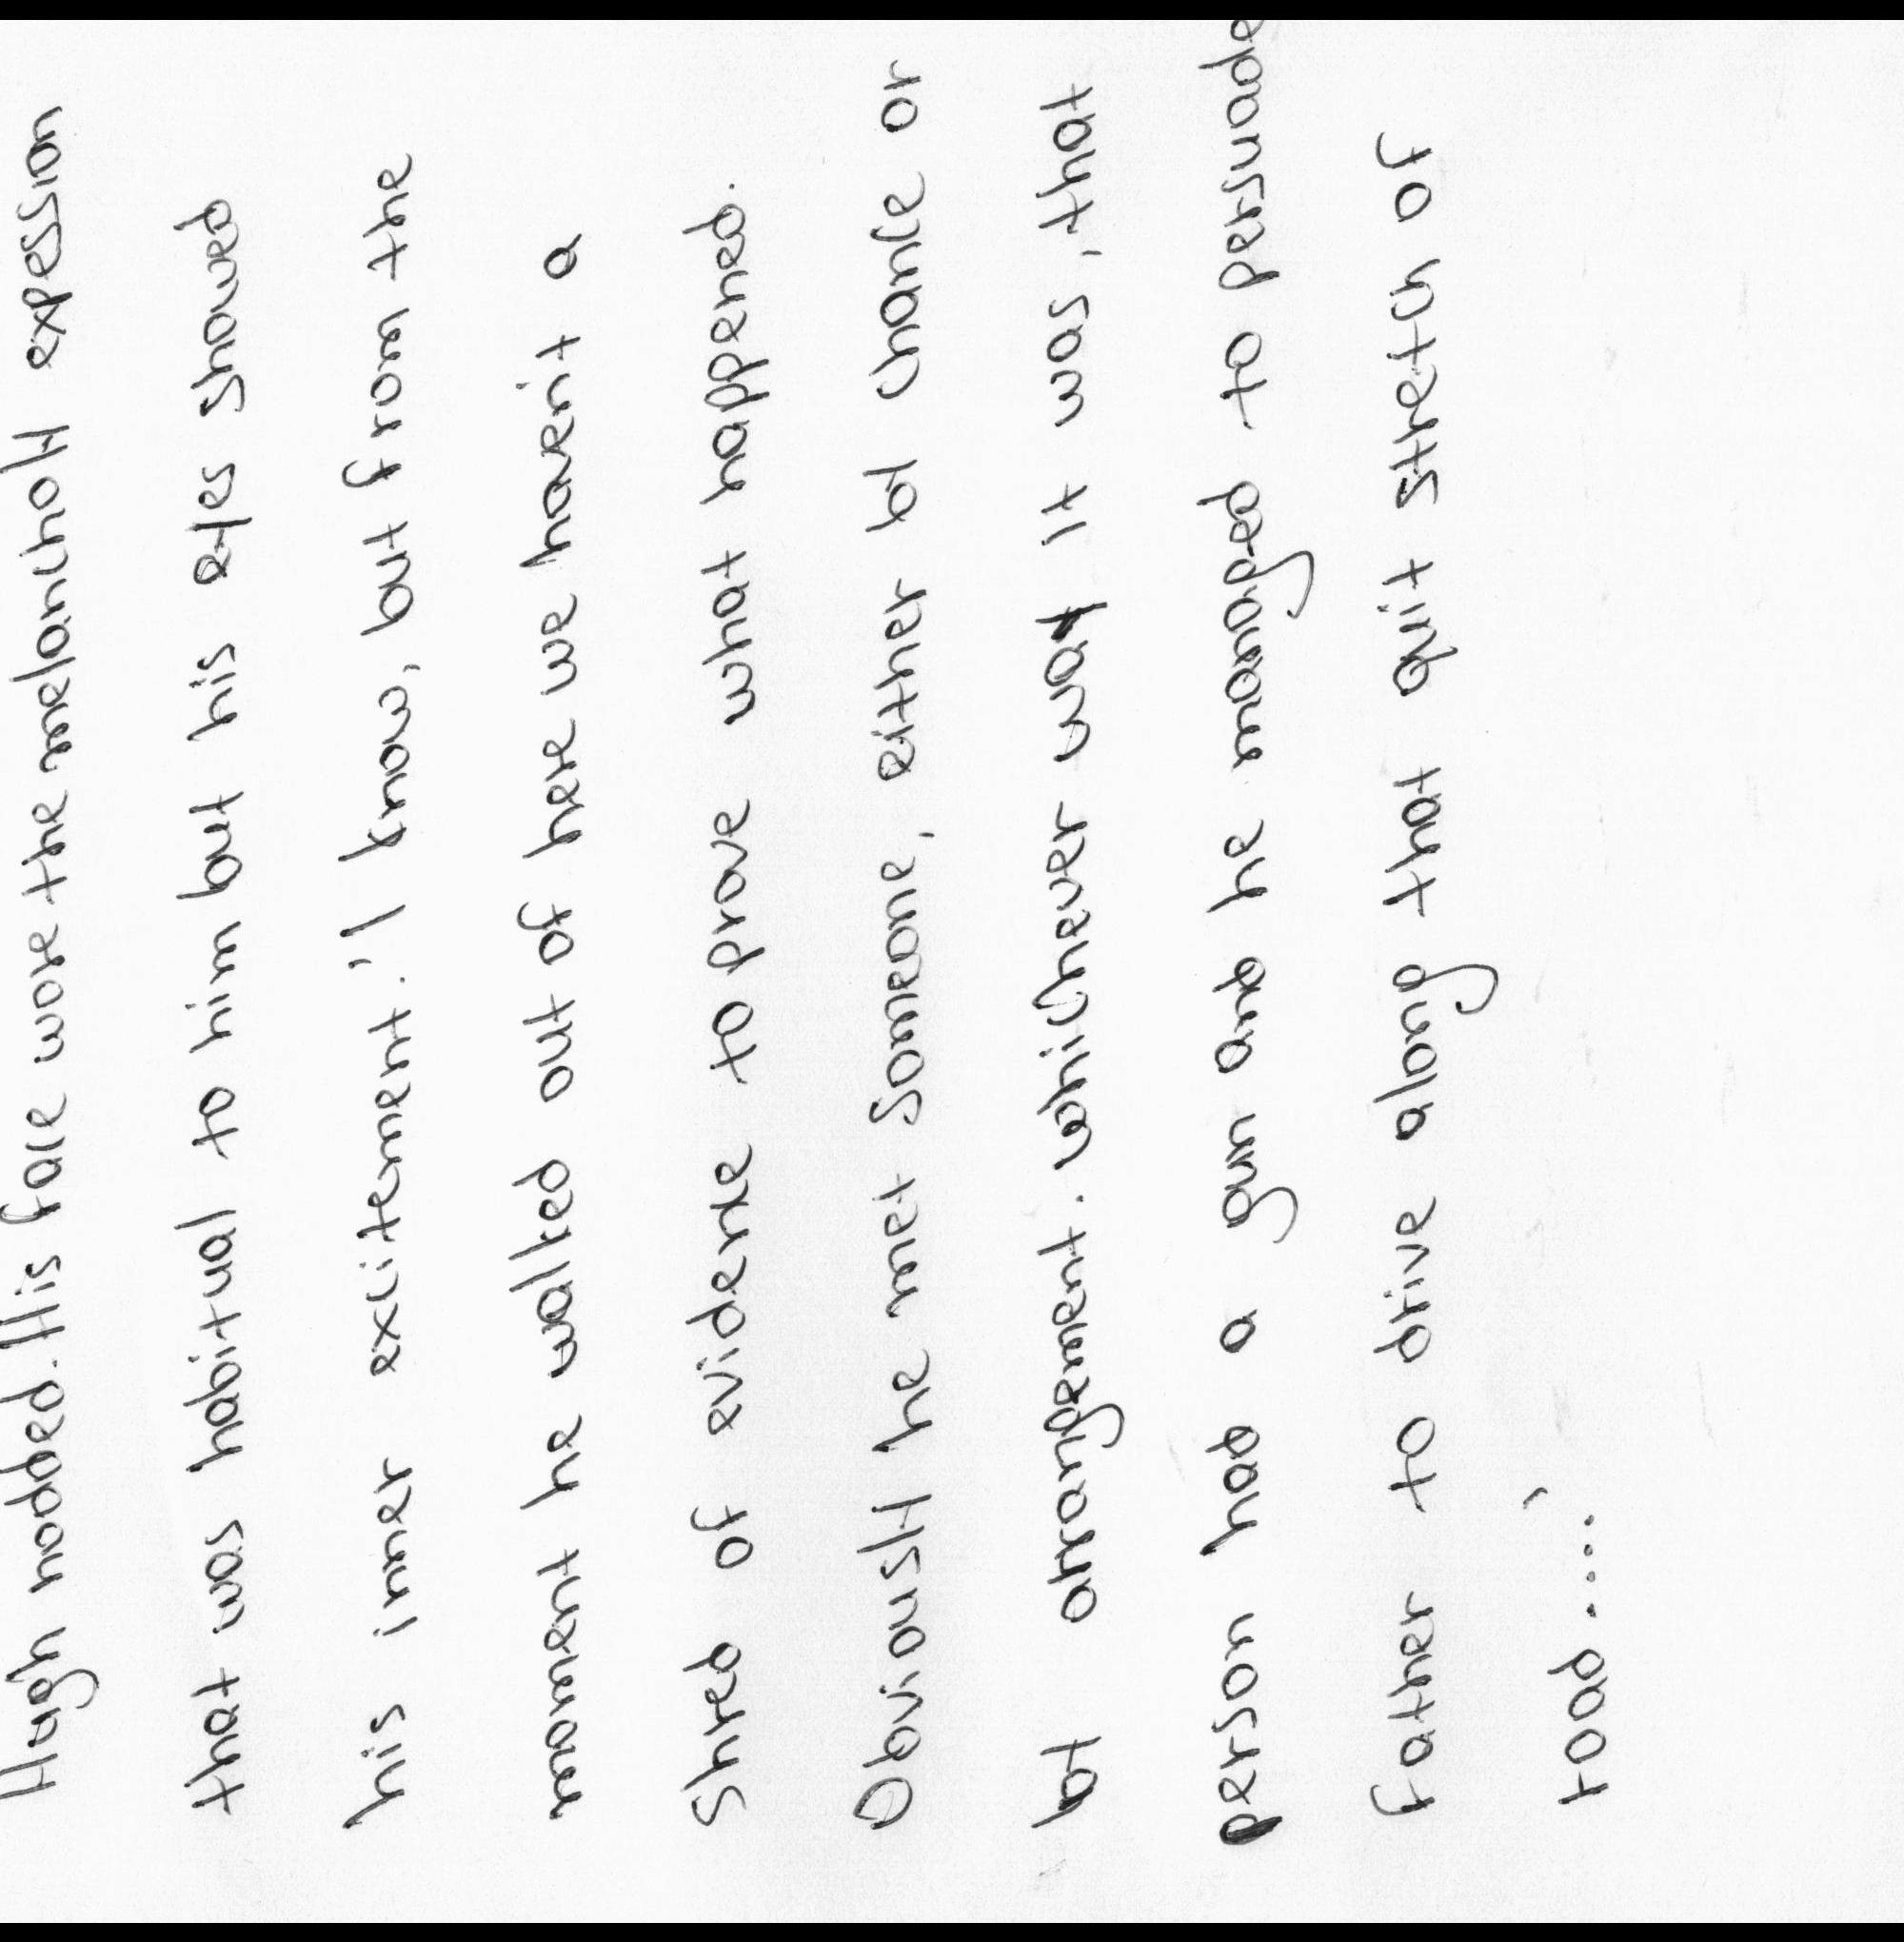 Hugh nodded. His face wore the melancholy expession
that was habitual to him but his eyes showed
his inner excitement. 'I know, but from the
moment he walked out of here we haven't a
shred of evidence to prove what happened.
Obviously he met someone, either by chance or
by arrangement. Whichever way it was, that
person had a gun and he managed to persuade
Father to drive along that quit stretch of
road ....'